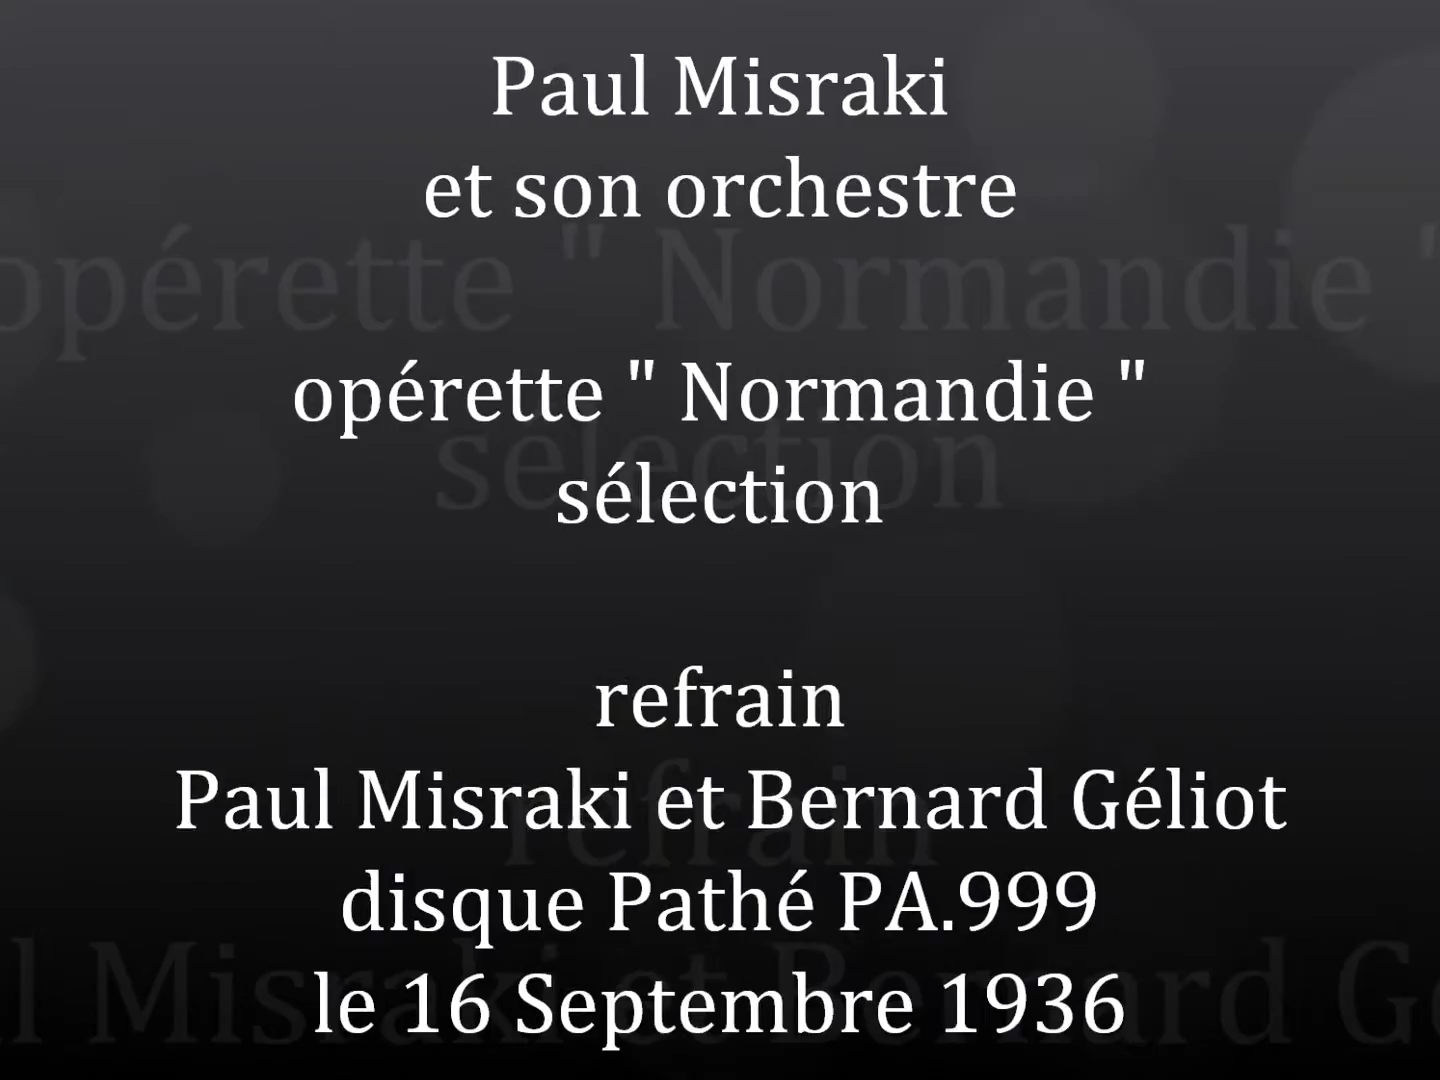 Paul Misraki
et son orchestre
opérette " Normandie "
sélection
refrain
Paul Misraki et Bernard Géliot
disque Pathé PA.999
le 16 Septembre 1936